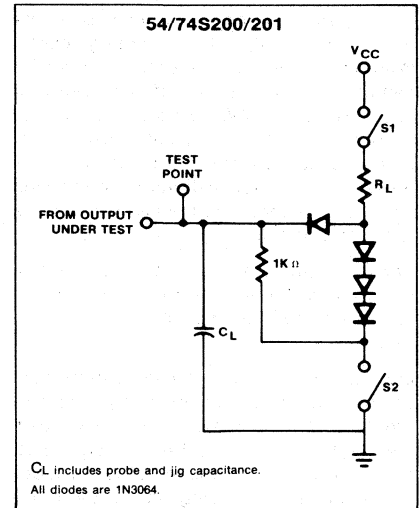 54/74S200/201
VCC
S1
TEST
POINT
RL
FROM OUTPUT
UNDER TEST
1K Ω
CL
S2
CL includes probe and jig capacitance.
All diodes are 1N3064.